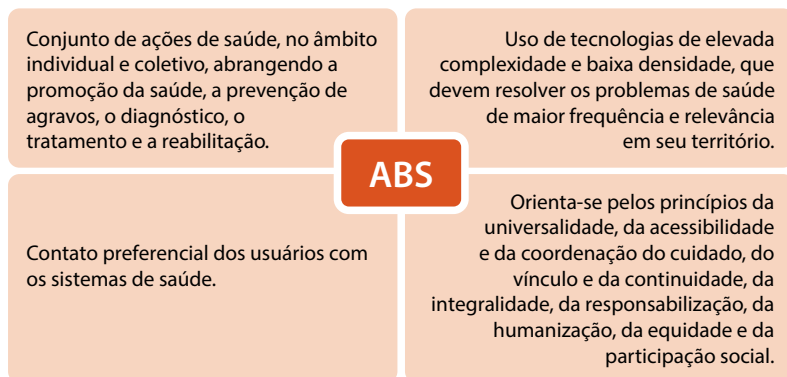 Conjunto de ações de saúde, no âmbito
individual e coletivo, abrangendo a
promoção da saúde, a prevenção de
agravos, o diagnóstico, o
tratamento e a reabilitação.
Uso de tecnologias de elevada
complexidade e baixa densidade, que
devem resolver os problemas de saúde
de maior frequência e relevância
em seu território.
ABS
Contato preferencial dos usuários com
os sistemas de saúde.
Orienta-se pelos princípios da
universalidade, da acessibilidade
e da coordenação do cuidado, do
vínculo e da continuidade, da
integralidade, da responsabilização, da
humanização, da equidade e da
participação social.